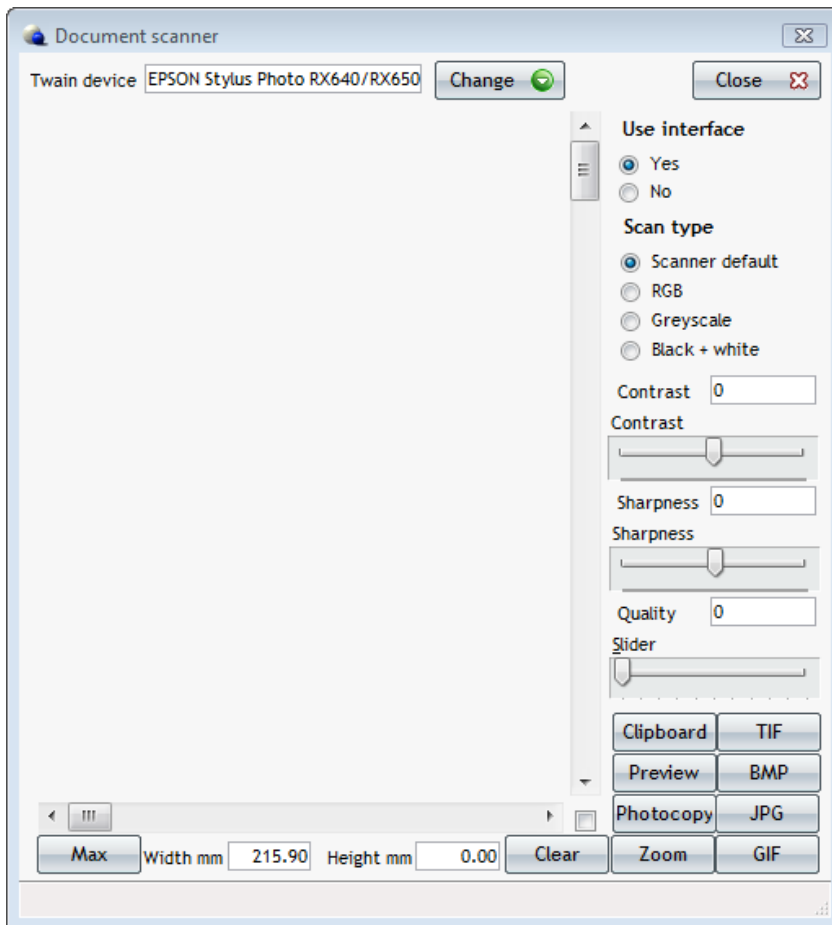 Document scanner
Twain device EPSON Stylus Photo RX640/RX650 Change Close
Use interface
Yes
No
Scan type
Scanner default
RGB
Greyscale
Black + white
Contrast 0
Contrast
Sharpness 0
Sharpness
Quality 0
Slider
Clipboard TIF
Preview BMP
Photocopy JPG
Max Width mm 215.90 Height mm 0.00 Clear Zoom GIF